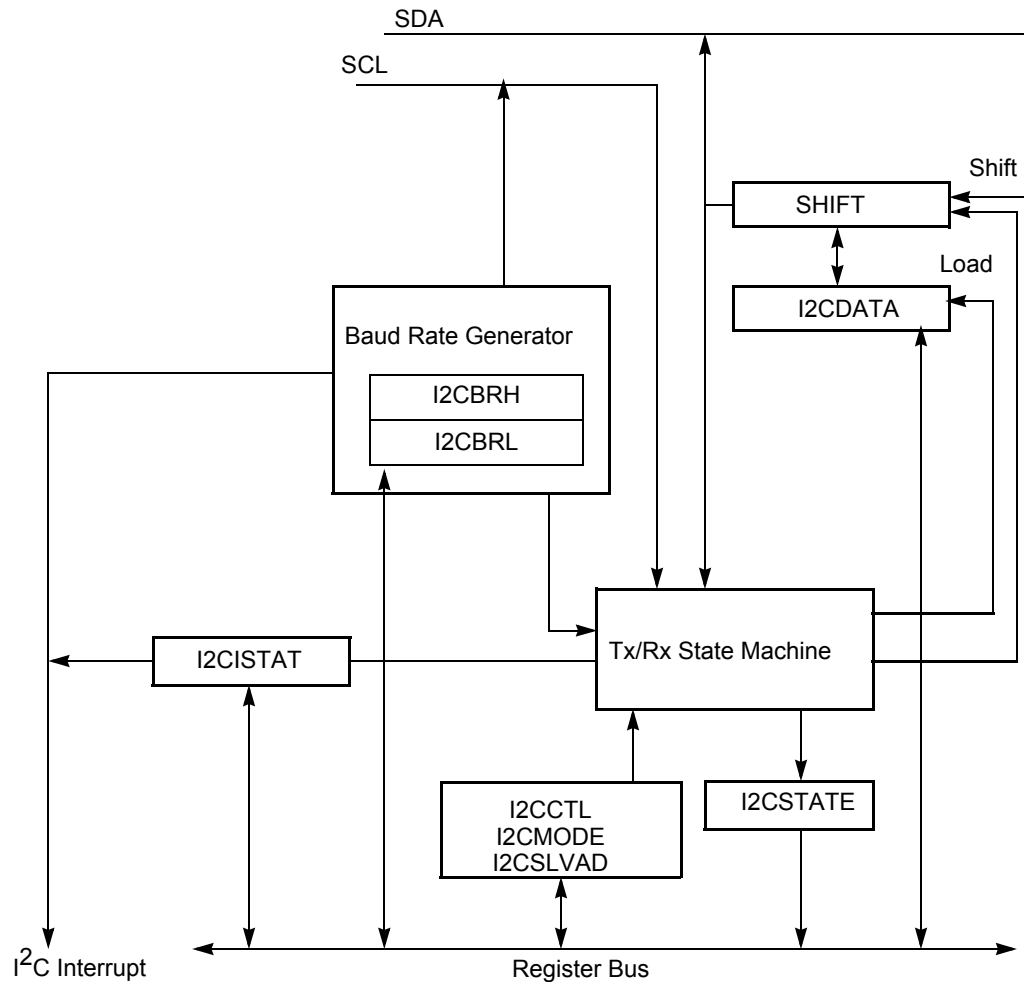 SDA
SCL
Shift
SHIFT
Load
I2CDATA
Baud Rate Generator
I2CBRH
I2CBRL
Tx/Rx State Machine
I2CISTAT
I2CCTL
I2CMODE
I2CSLVAD
I2CSTATE
I²C Interrupt
Register Bus